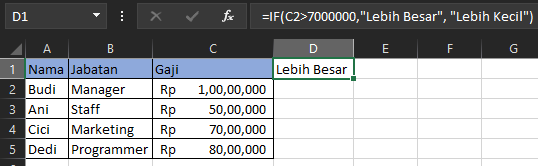 D1 =IF(C2>7000000,"Lebih Besar", "Lebih Kecil")
A B C D E F G
1 Nama Jabatan Gaji Lebih Besar
2 Budi Manager Rp 1,00,00,000
3 Ani Staff Rp 50,00,000
4 Cici Marketing Rp 70,00,000
5 Dedi Programmer Rp 80,00,000